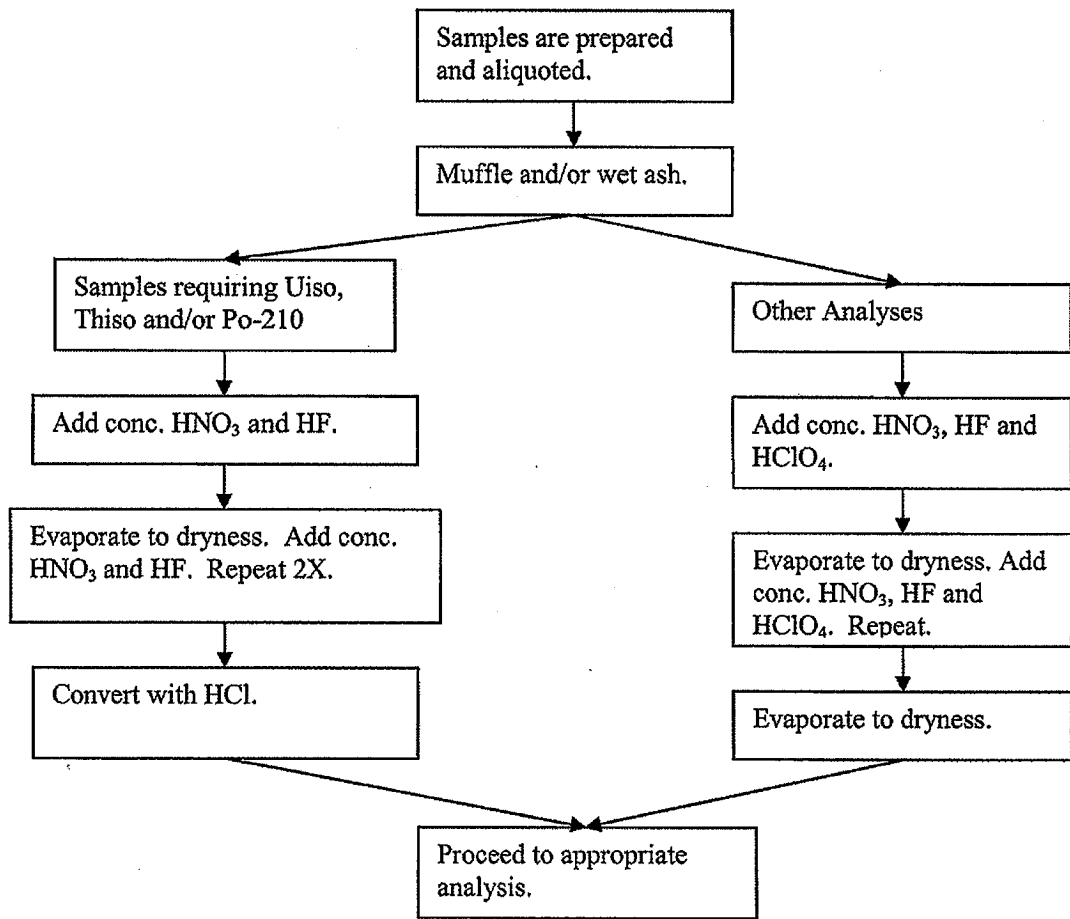 Samples are prepared
and aliquoted.
Muffle and/or wet ash.
Samples requiring Uiso,
Thiso and/or Po-210
Add conc. HNO₃ and HF.
Evaporate to dryness. Add conc.
HNO₃ and HF. Repeat 2X.
Convert with HCl.
Other Analyses
Add conc. HNO₃, HF and
HClO₄.
Evaporate to dryness. Add
conc. HNO₃, HF and
HClO₄. Repeat.
Evaporate to dryness.
Proceed to appropriate
analysis.